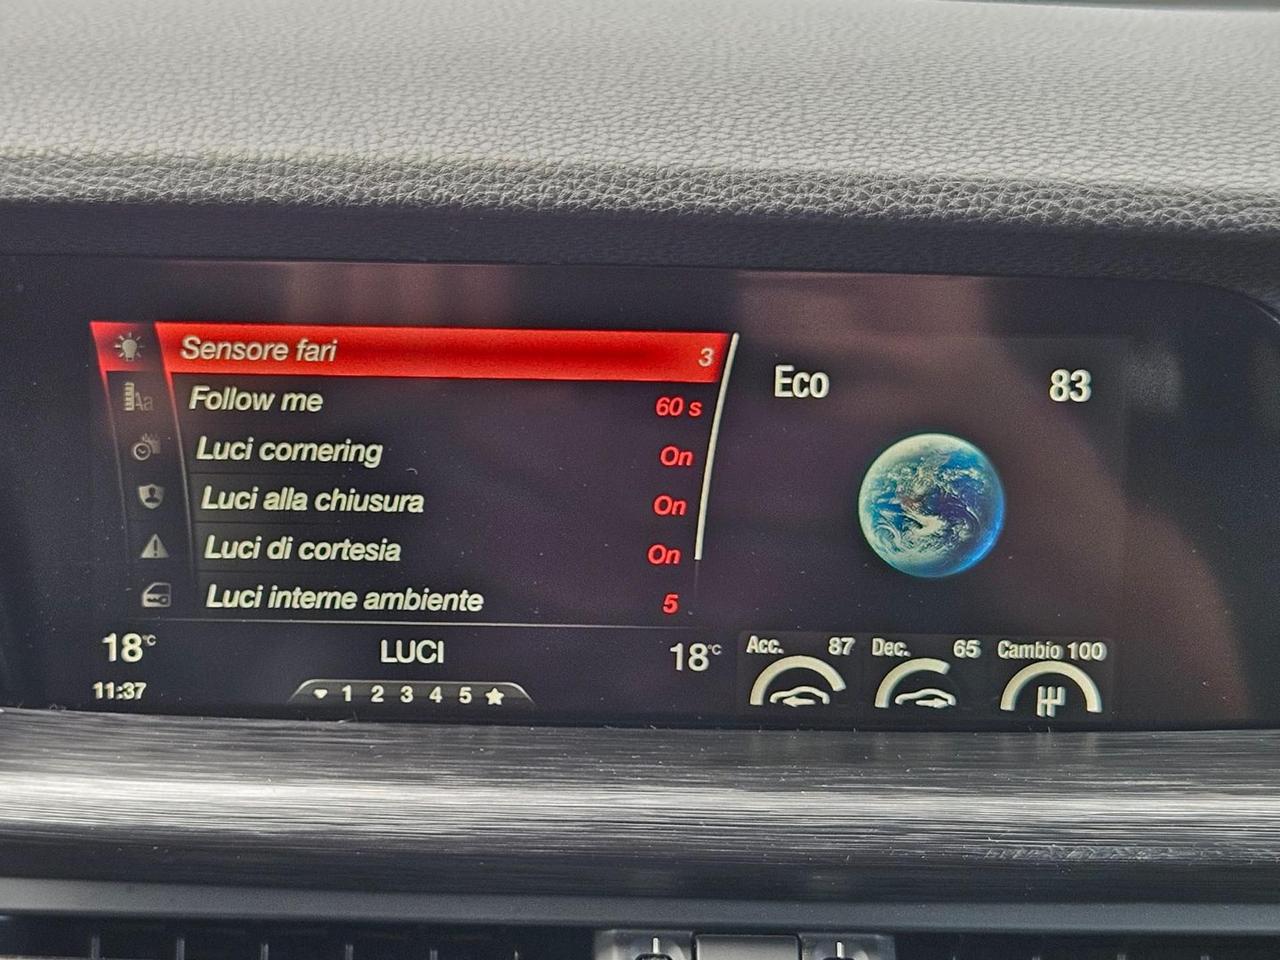 Sensore fari 3
Follow me 60 s
Luci cornering On
Luci alla chiusura On
Luci di cortesia On
Luci interne ambiente 5
18°C LUCI 18°C
11:37 1 2 3 4 5
Eco 83
Acc. 87 Dec. 65 Cambio 100
Aa